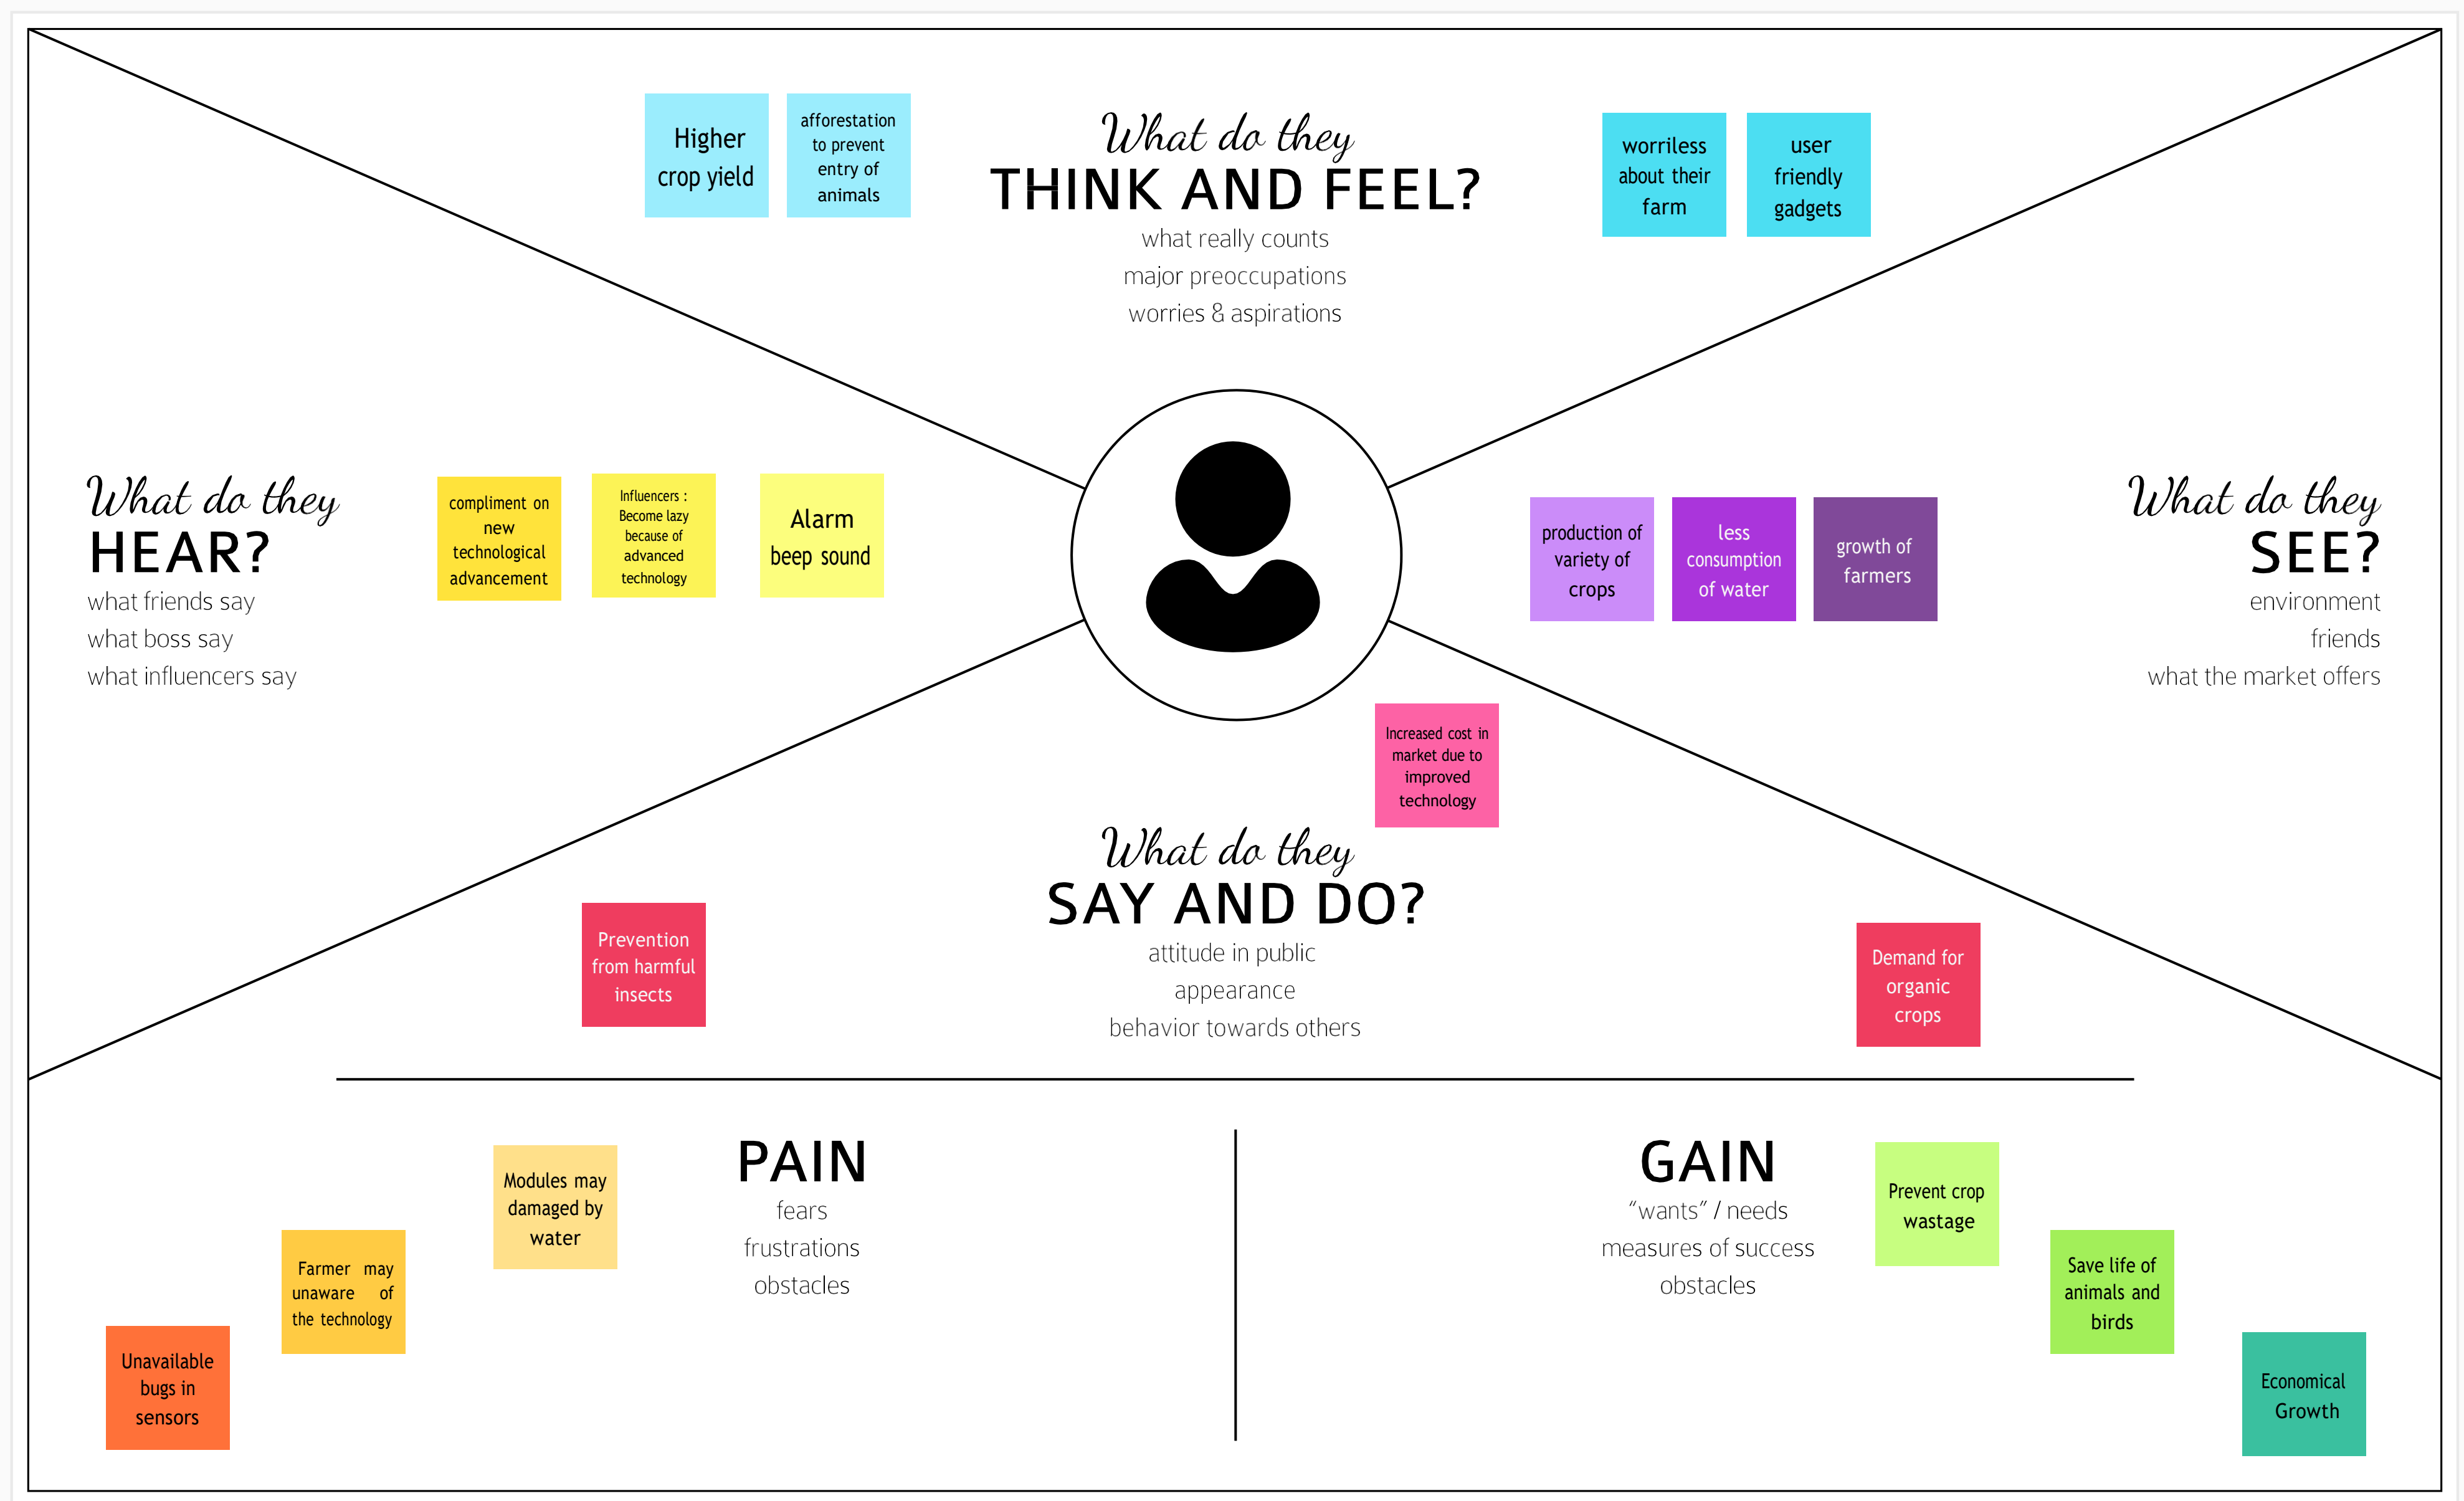 Higher
crop yield
afforestation
to prevent
entry of
animals
What do they
THINK AND FEEL?
what really counts
major preoccupations
worries & aspirations
worriless
about their
farm
user
friendly
gadgets
What do they
HEAR?
what friends say
what boss say
what influencers say
compliment on
new
technological
advancement
Influencers :
Become lazy
because of
advanced
technology
Alarm
beep sound
production of
variety of
crops
less
consumption
of water
growth of
farmers
What do they
SEE?
environment
friends
what the market offers
Increased cost in
market due to
improved
technology
What do they
SAY AND DO?
attitude in public
appearance
behavior towards others
Prevention
from harmful
insects
Demand for
organic
crops
PAIN
fears
frustrations
obstacles
Modules may
damaged by
water
Farmer may
unaware of
the technology
Unavailable
bugs in
sensors
GAIN
“wants” / needs
measures of success
obstacles
Prevent crop
wastage
Save life of
animals and
birds
Economical
Growth